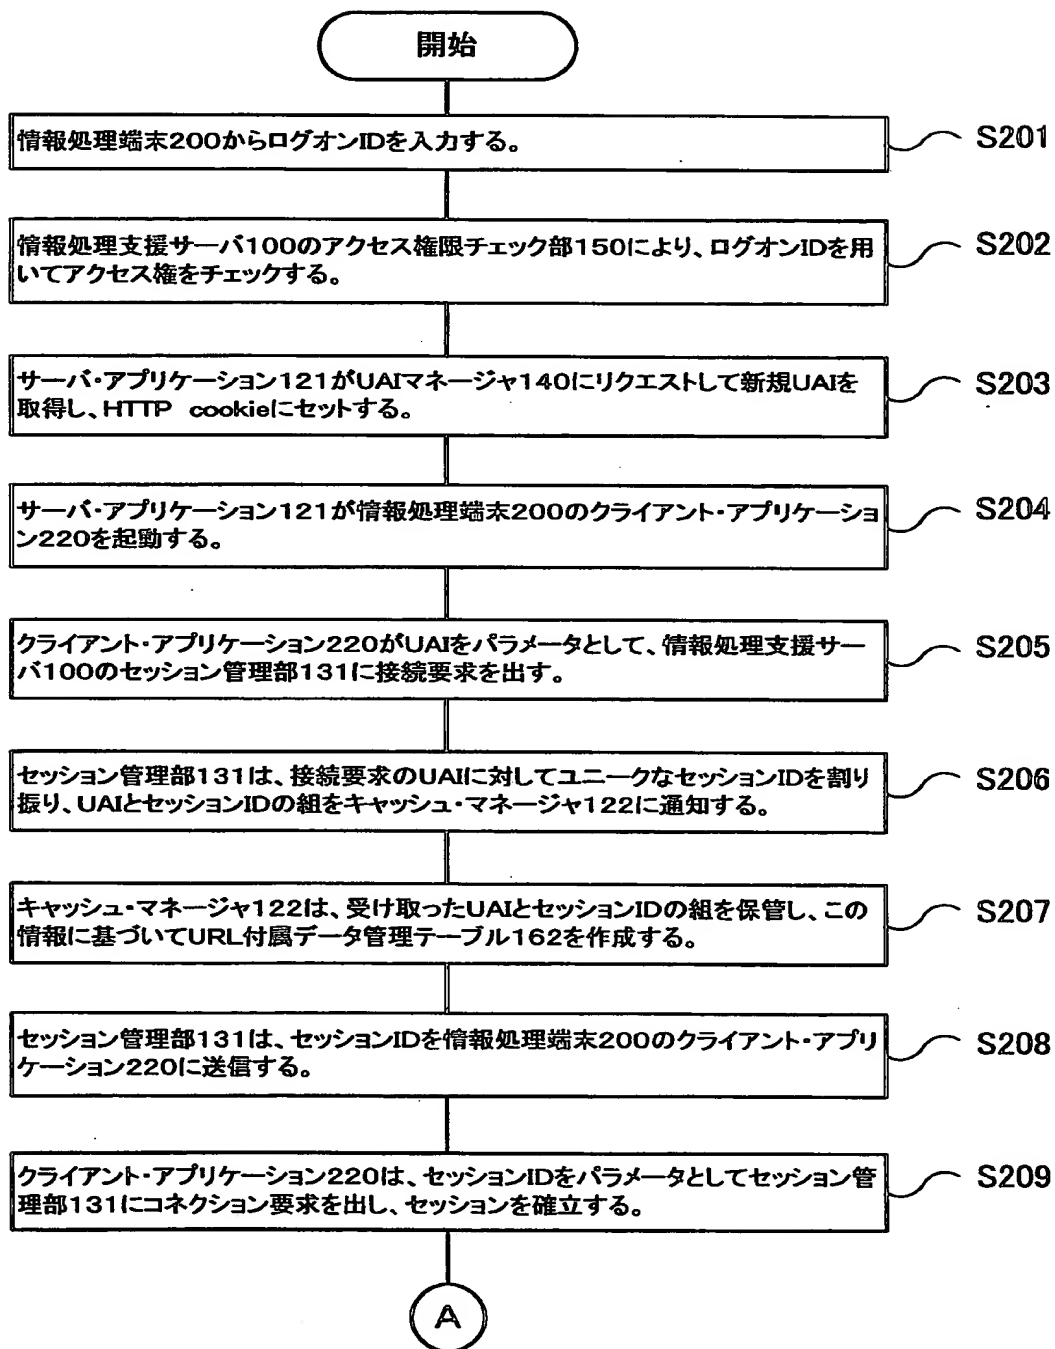 開始
情報処理端末200からログオンIDを入力する。
S201
情報処理支援サーバ100のアクセス権限チェック部150により、ログオンIDを用
いてアクセス権をチェックする。
S202
サーバ・アプリケーション121がUAIマネージャ140にリクエストして新規UAIを
取得し、HTTP cookieにセットする。
S203
サーバ・アプリケーション121が情報処理端末200のクライアント・アプリケーショ
ン220を起動する。
S204
クライアント・アプリケーション220がUAIをパラメータとして、情報処理支援サー
バ100のセッション管理部131に接続要求を出す。
S205
セッション管理部131は、接続要求のUAIに対してユニークなセッションIDを割り
振り、UAIとセッションIDの組をキャッシュ・マネージャ122に通知する。
S206
キャッシュ・マネージャ122は、受け取ったUAIとセッションIDの組を保管し、この
情報に基づいてURL付属データ管理テーブル162を作成する。
S207
セッション管理部131は、セッションIDを情報処理端末200のクライアント・アプリ
ケーション220に送信する。
S208
クライアント・アプリケーション220は、セッションIDをパラメータとしてセッション管
理部131にコネクション要求を出し、セッションを確立する。
S209
A